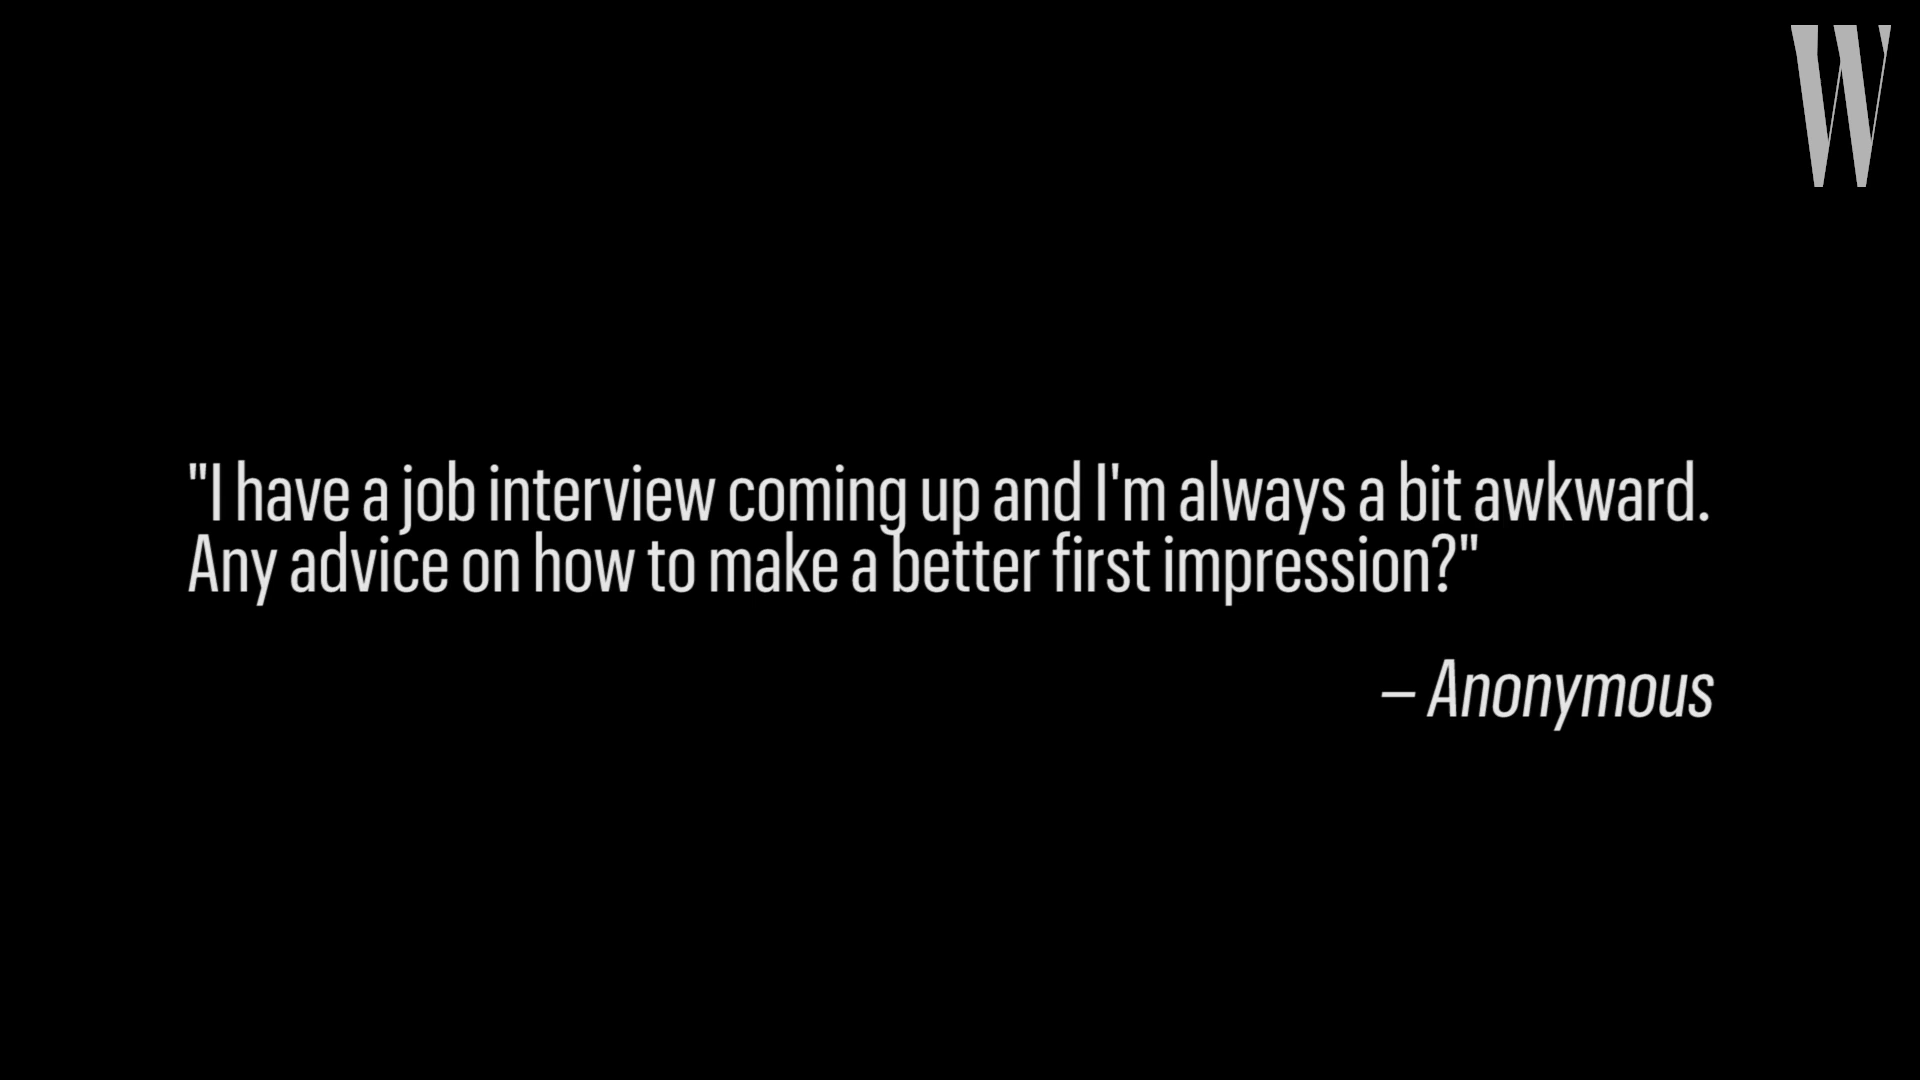 W
"I have a job interview coming up and I'm always a bit awkward.
Any advice on how to make a better first impression?"
– Anonymous